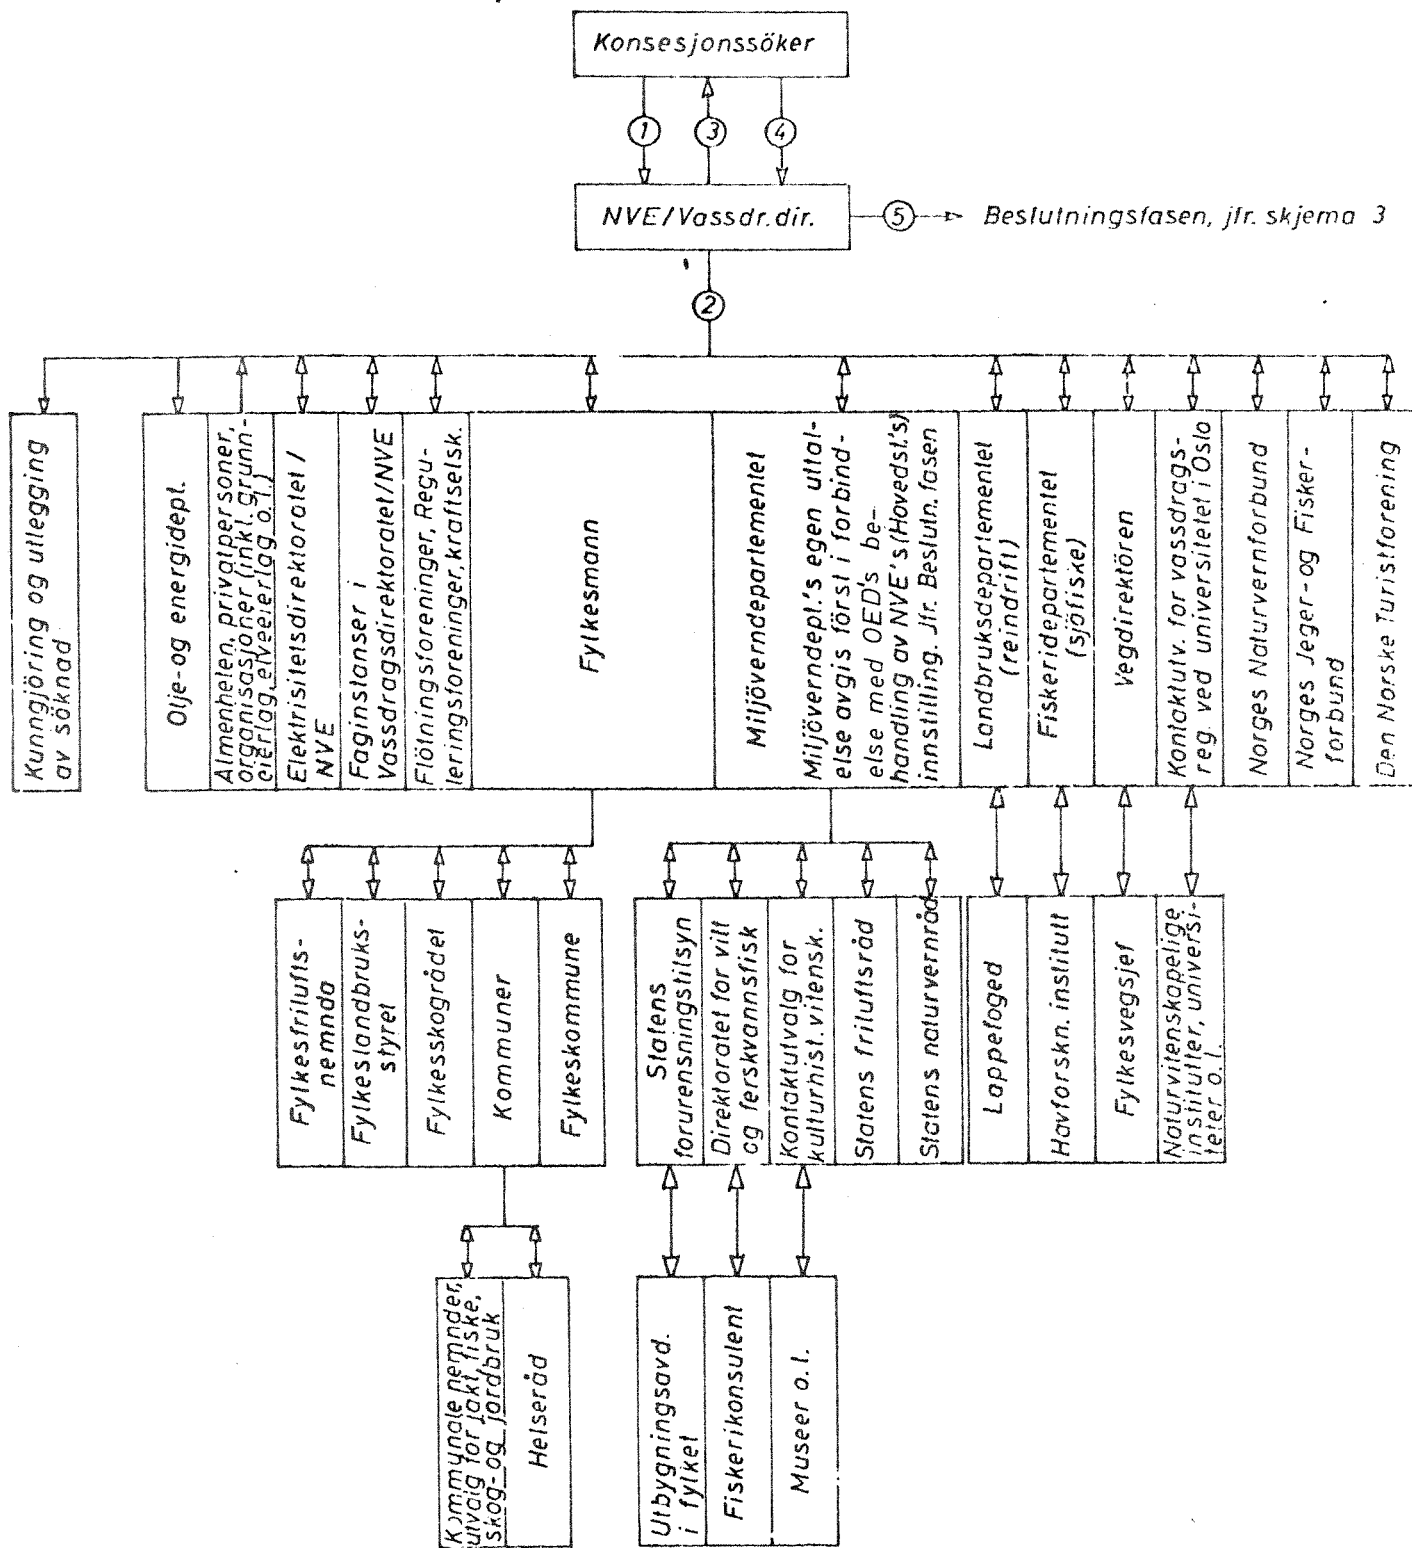 Konsesjonssöker
1
3
4
NVE/Vassdr.dir.
5
Beslutningsfasen, jfr. skjema 3
2
Kunngjöring og utlegging
av söknad
Olje-og energidept.
Almenheten, privatpersoner,
organisasjoner (inkl. grunn-
eierlag, elveeierlag o.l.)
Elektrisitetsdirektoratet /
NVE
Faginstanser i
Vassdragsdirektoratet/NVE
Flötningsforeninger, Regu-
leringsforeninger, kraftselsk.
Fylkesmann
Miljöverndepartementet
Miljöverndept.'s egen uttal-
else avgis först i forbind-
else med OED's be-
handling av NVE's (Hovedst.'s)
innstilling. Jfr. Beslutn. fasen
Landbruksdepartementet
(reindrift)
Fiskeridepartementet
(sjöfiske)
Vegdirektören
Kontaktutv. for vassdrags-
reg. ved universitetet i Oslo
Norges Naturvernforbund
Norges Jeger-og Fisker-
forbund
Den Norske Turistforening
Fylkesfrilufts-
nemnda
Fylkeslandbruks-
styret
Fylkesskogrådet
Kommuner
Fylkeskommune
Statens
forurensningstilsyn
Direktoratet for vilt
og ferskvannsfisk
Kontaktutvalg for
kulturhist. vitensk.
Statens friluftsråd
Statens naturvernråd
Lappefoged
Havforskn. institutt
Fylkesvegsjef
Naturvitenskapelige
institutter, universi-
teter o.l.
Kommunale nemnder,
utvalg for jakt, fiske,
skog- og jordbruk
Helseråd
Utbygningsavd.
i fylket
Fiskerikonsulent
Museer o.l.